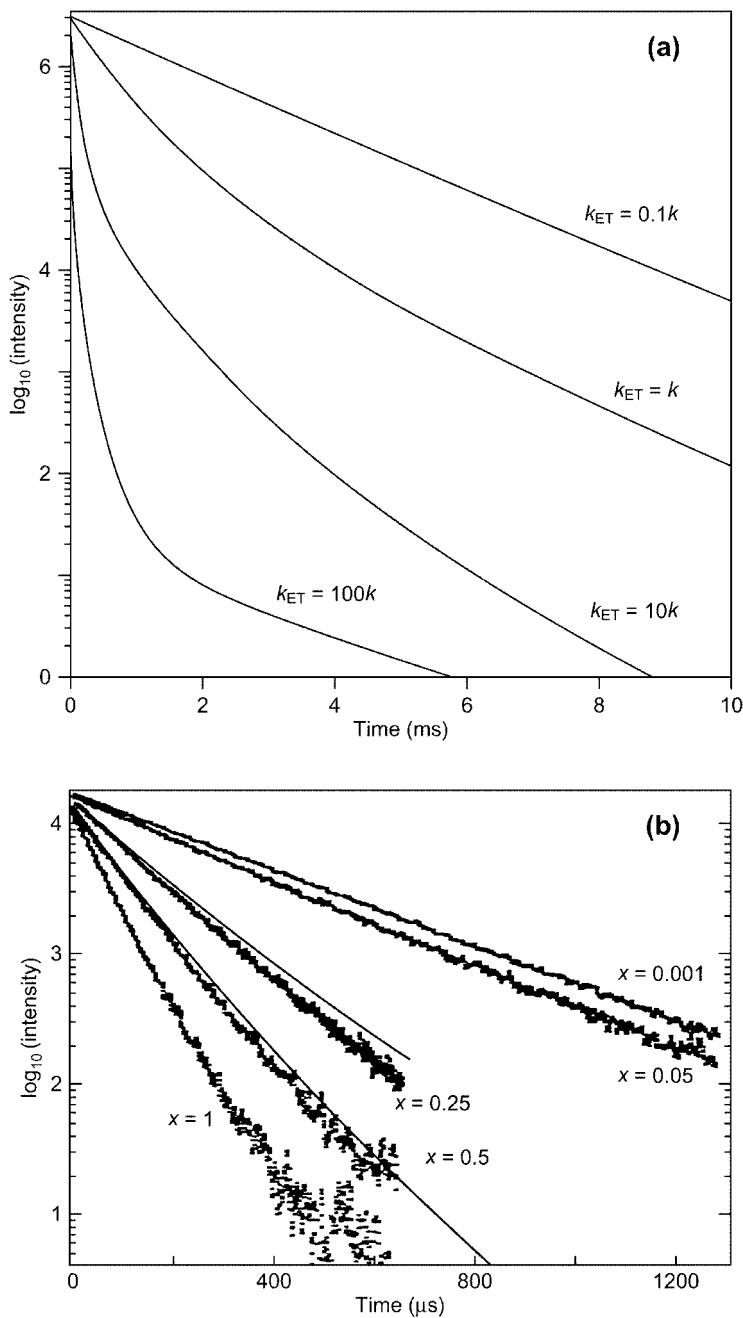 (a)
6
4
2
0
log10 (intensity)
kET = 0.1k
kET = k
kET = 10k
kET = 100k
0 2 4 6 8 10
Time (ms)
(b)
4
3
2
1
log10 (intensity)
x = 0.001
x = 0.05
x = 0.25
x = 0.5
x = 1
0 400 800 1200
Time (μs)